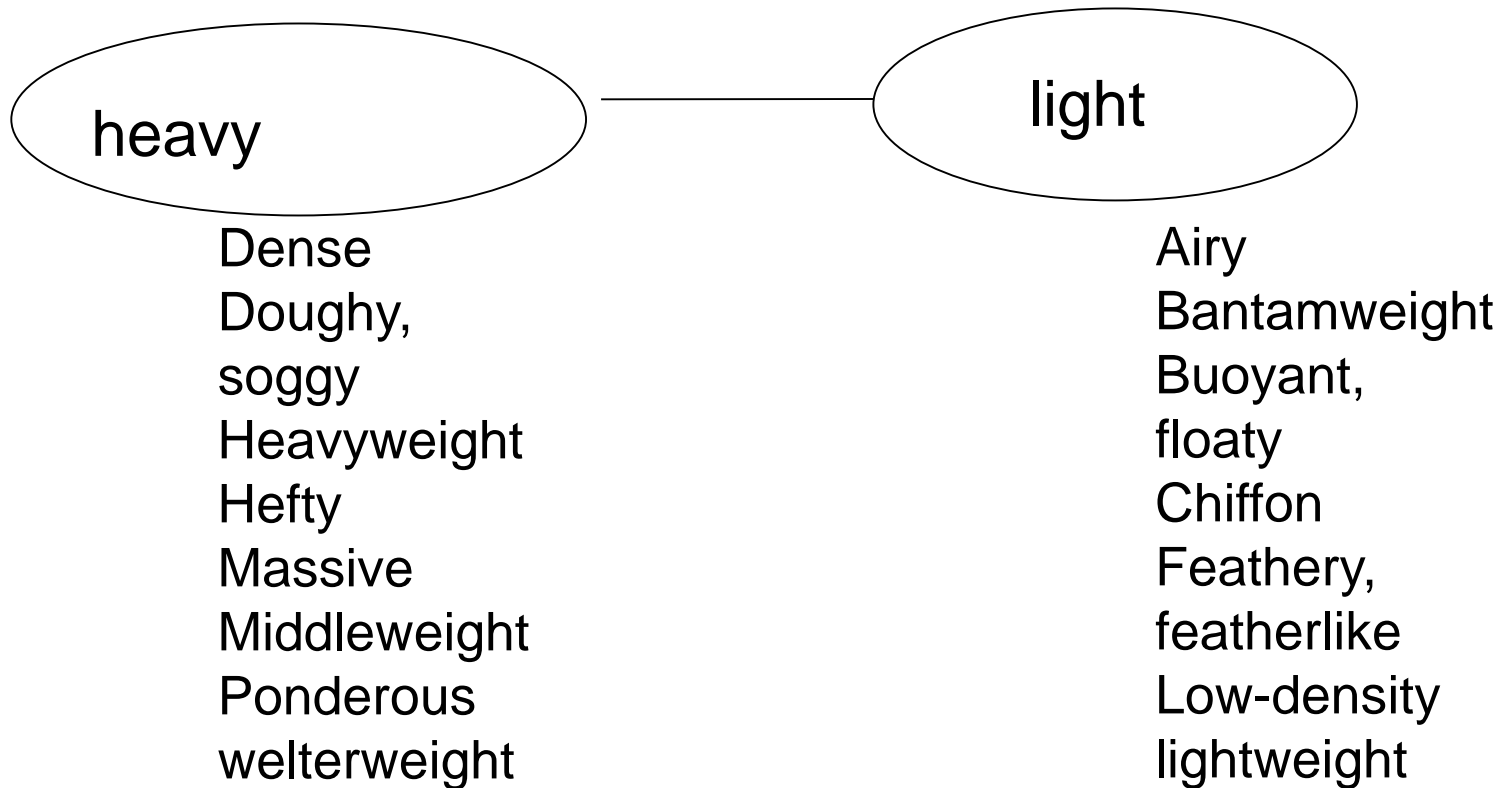 heavy
light
Dense
Doughy,
soggy
Heavyweight
Hefty
Massive
Middleweight
Ponderous
welterweight
Airy
Bantamweight
Buoyant,
floaty
Chiffon
Feathery,
featherlike
Low-density
lightweight